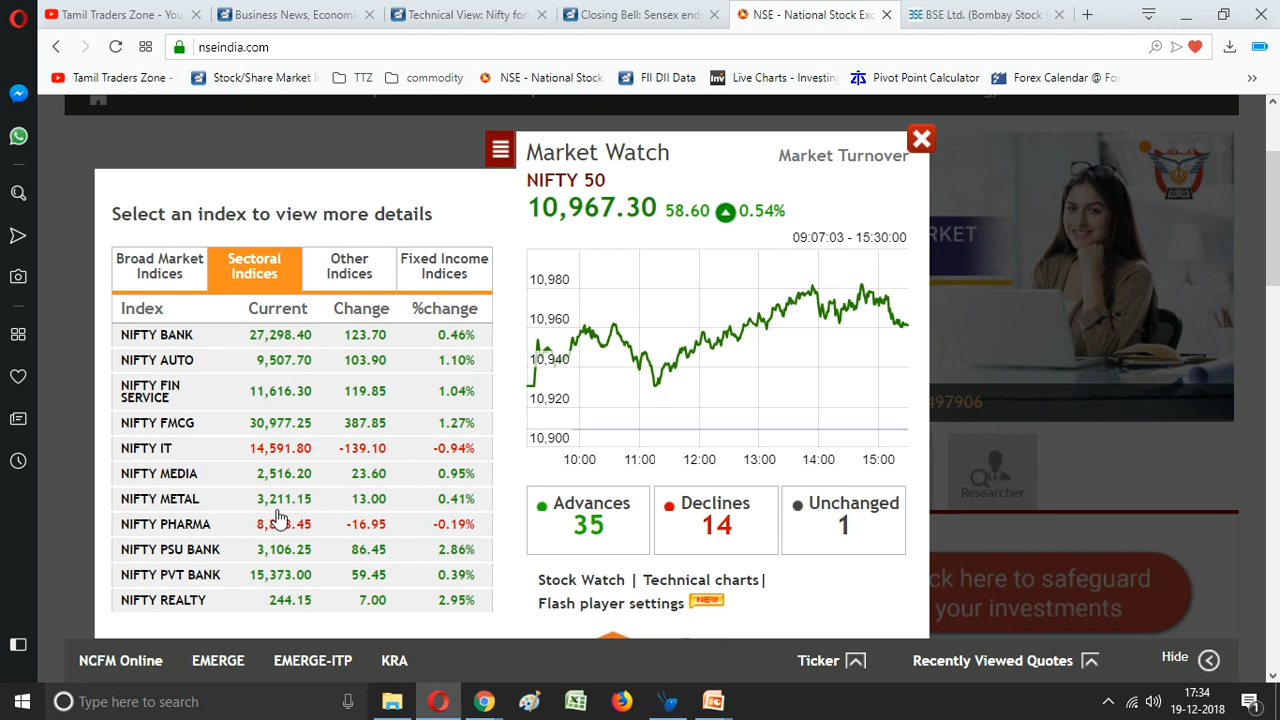 Tamil Traders Zone - You
Business News, Economi
Technical View: Nifty for
Closing Bell: Sensex end
NSE - National Stock Exc
BSE Ltd. (Bombay Stock
nseindia.com
Tamil Traders Zone -
Stock/Share Market
TTZ
commodity
NSE - National Stock
FII DII Data
Live Charts - Investin
Pivot Point Calculator
Forex Calendar @ Fo
Market Watch
Market Turnover
NIFTY 50
10,967.30 58.60 0.54%
09:07:03 - 15:30:00
10,980
10,960
10,940
10,920
10,900
10:00 11:00 12:00 13:00 14:00 15:00
Select an index to view more details
Broad Market Indices
Sectoral Indices
Other Indices
Fixed Income Indices
Index Current Change %change
NIFTY BANK 27,298.40 123.70 0.46%
NIFTY AUTO 9,507.70 103.90 1.10%
NIFTY FIN SERVICE 11,616.30 119.85 1.04%
NIFTY FMCG 30,977.25 387.85 1.27%
NIFTY IT 14,591.80 -139.10 -0.94%
NIFTY MEDIA 2,516.20 23.60 0.95%
NIFTY METAL 3,211.15 13.00 0.41%
NIFTY PHARMA -16.95 -0.19%
NIFTY PSU BANK 3,106.25 86.45 2.86%
NIFTY PVT BANK 15,373.00 59.45 0.39%
NIFTY REALTY 244.15 7.00 2.95%
Advances 35
Declines 14
Unchanged 1
Stock Watch | Technical charts|
Flash player settings NEW
ARKET
497906
Researcher
ck here to safeguard
your investments
NCFM Online EMERGE EMERGE-ITP KRA
Ticker
Recently Viewed Quotes
Hide
Type here to search
17:34
19-12-2018